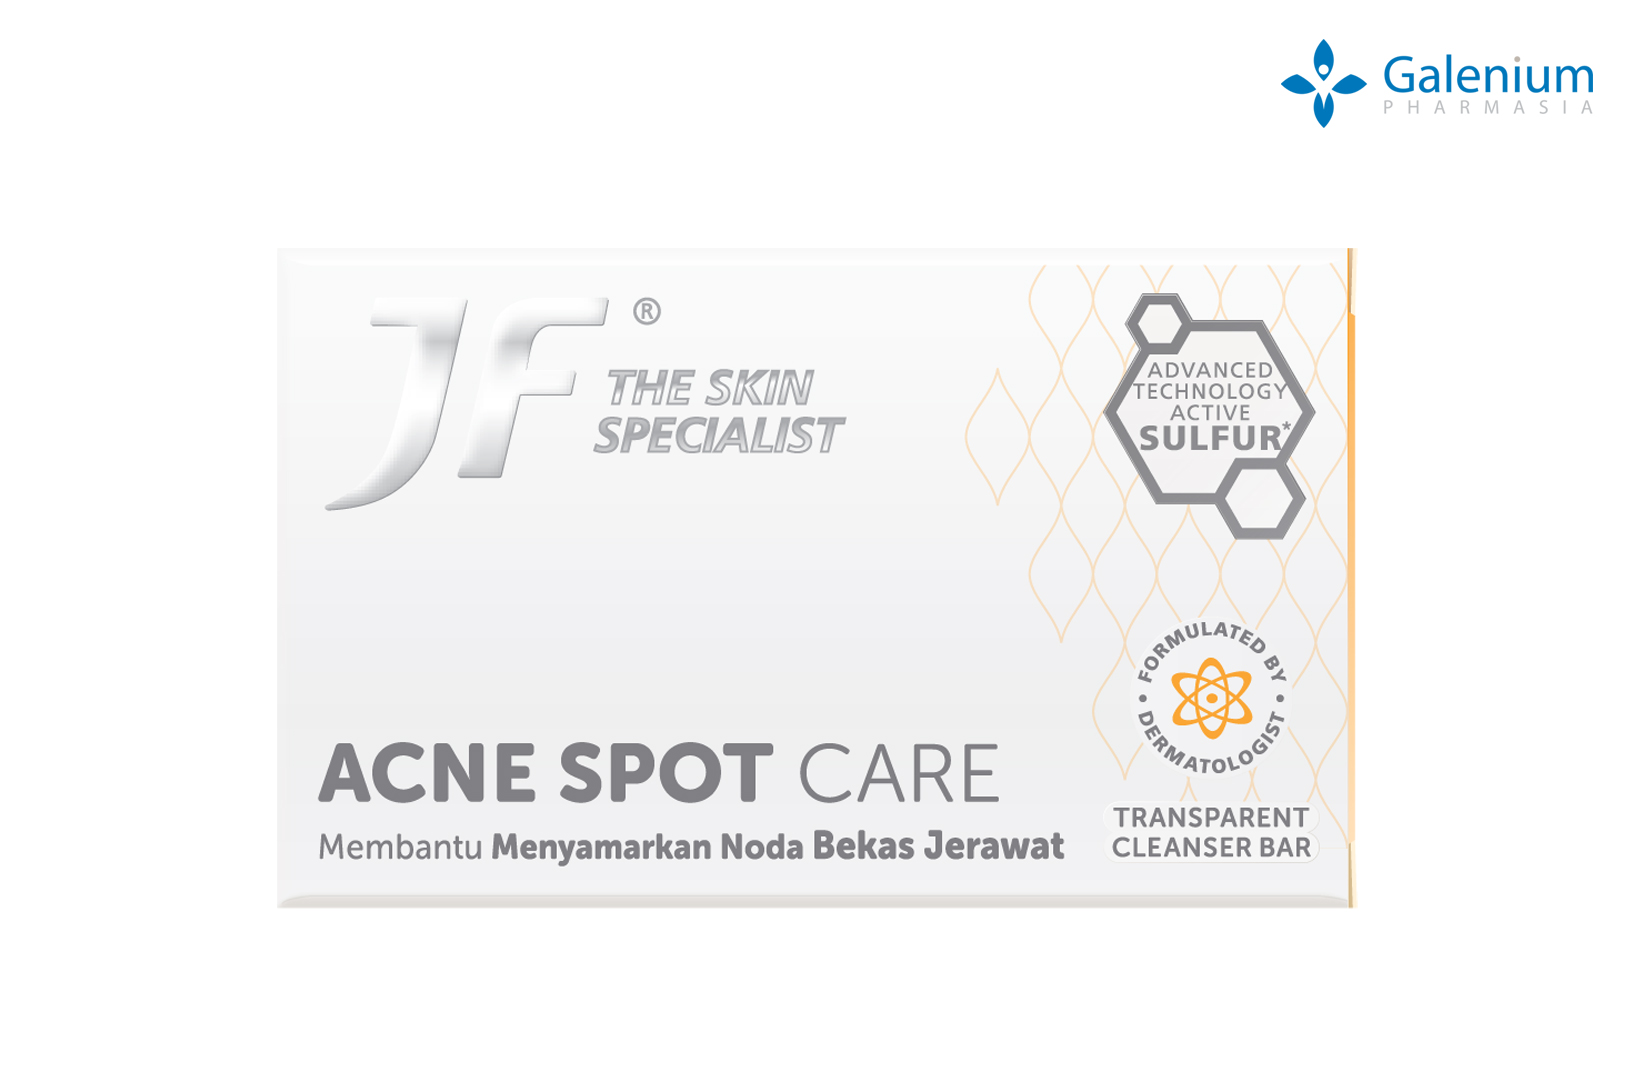 Galenium
PHARMASIA
JF®
THE SKIN
SPECIALIST
ADVANCED
TECHNOLOGY
ACTIVE
SULFUR*
FORMULATED BY
DERMATOLOGIST
ACNE SPOT CARE
Membantu Menyamarkan Noda Bekas Jerawat
TRANSPARENT
CLEANSER BAR